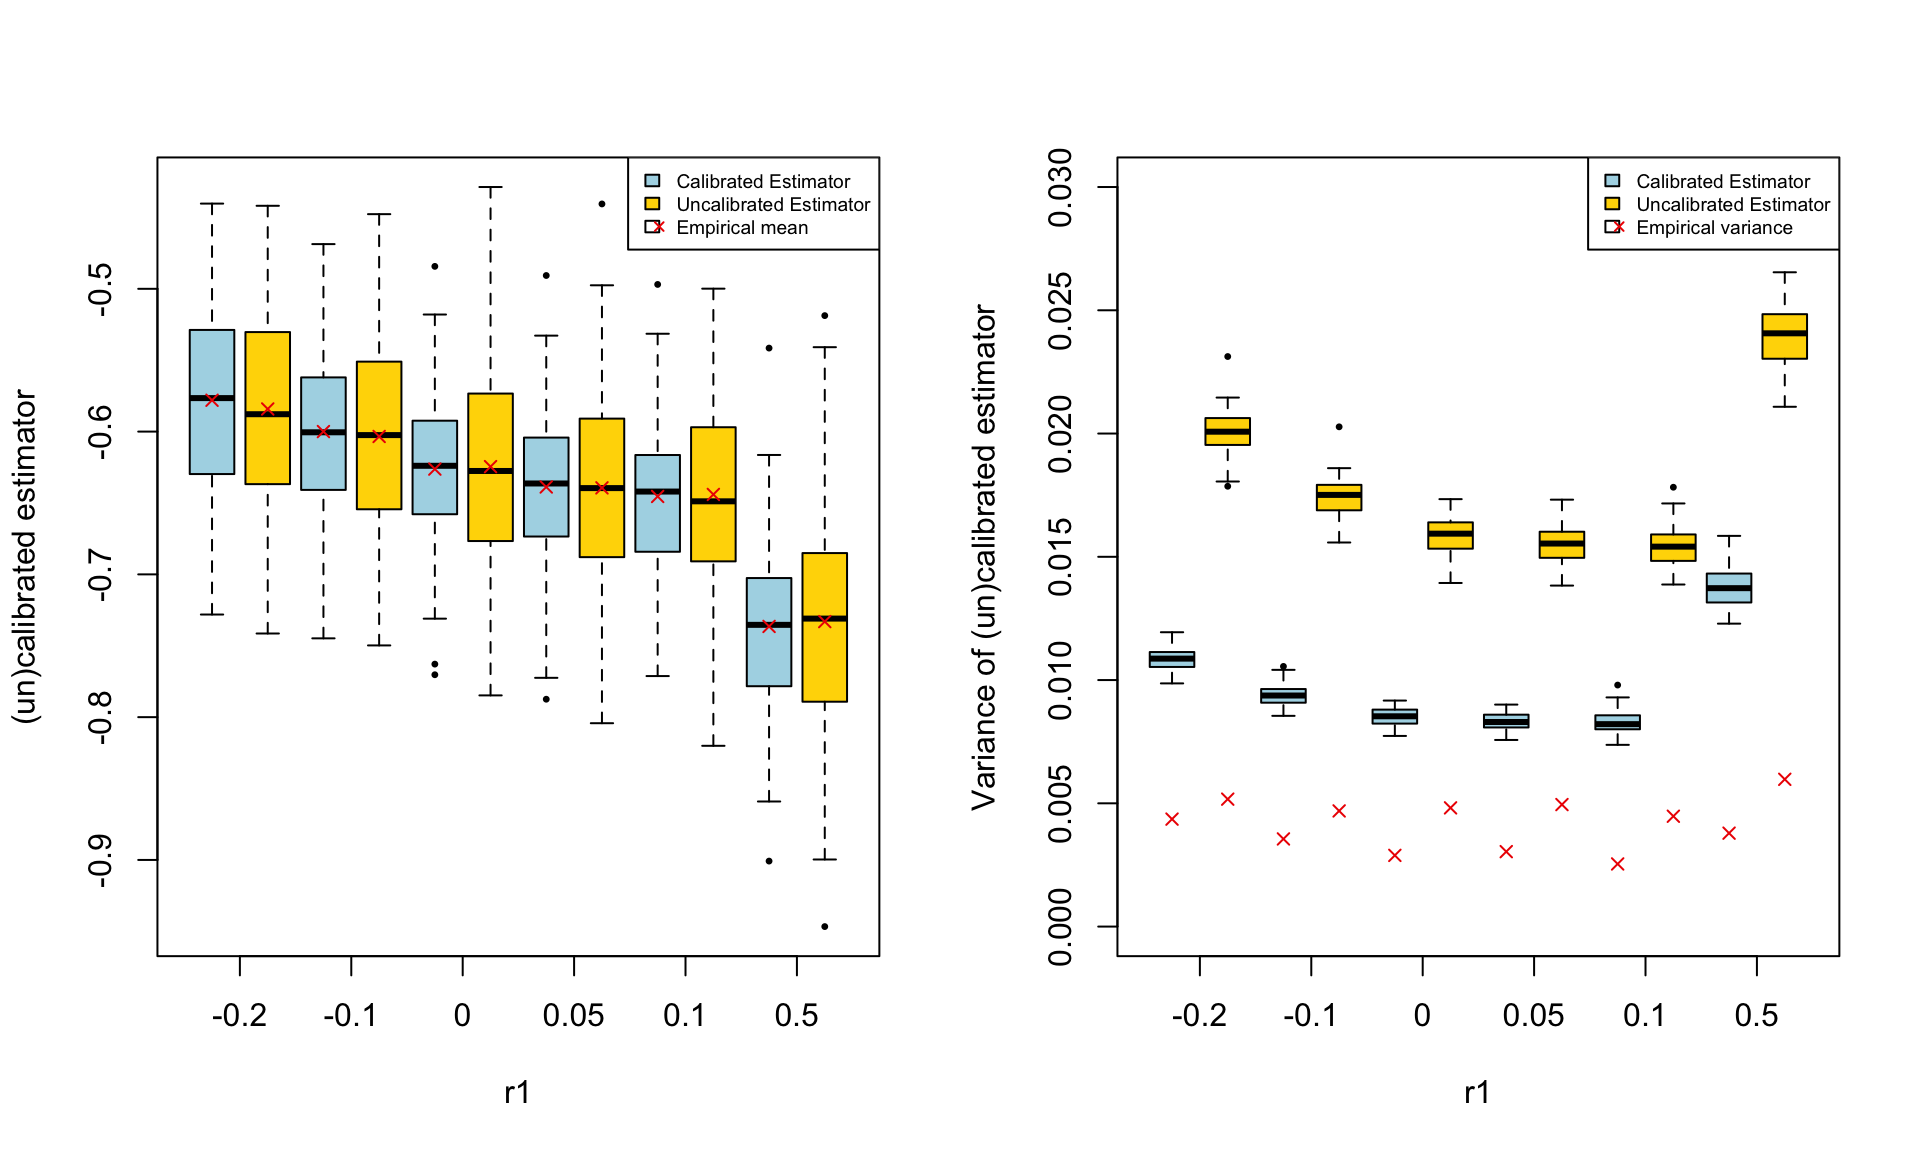 (un)calibrated estimator
-0.5
-0.6
-0.7
-0.8
-0.9
Calibrated Estimator
Uncalibrated Estimator
Empirical mean
-0.2 -0.1 0 0.05 0.1 0.5
r1
Variance of (un)calibrated estimator
0.030
0.025
0.020
0.015
0.010
0.005
0.000
Calibrated Estimator
Uncalibrated Estimator
Empirical variance
-0.2 -0.1 0 0.05 0.1 0.5
r1